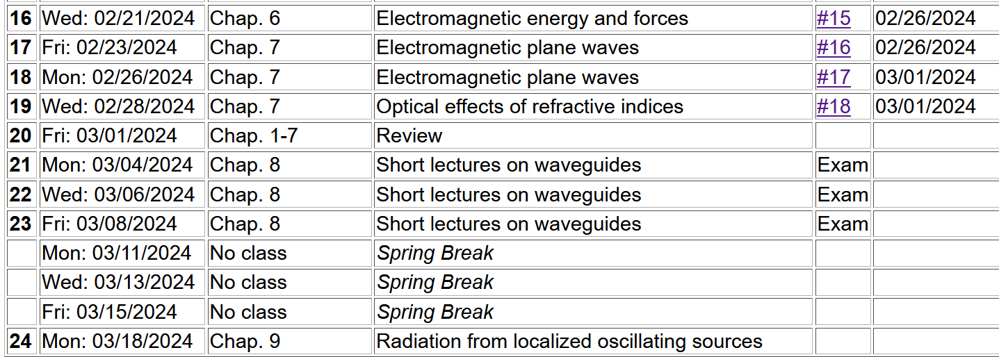 16 Wed: 02/21/2024 Chap. 6 Electromagnetic energy and forces #15 02/26/2024
17 Fri: 02/23/2024 Chap. 7 Electromagnetic plane waves #16 02/26/2024
18 Mon: 02/26/2024 Chap. 7 Electromagnetic plane waves #17 03/01/2024
19 Wed: 02/28/2024 Chap. 7 Optical effects of refractive indices #18 03/01/2024
20 Fri: 03/01/2024 Chap. 1-7 Review
21 Mon: 03/04/2024 Chap. 8 Short lectures on waveguides Exam
22 Wed: 03/06/2024 Chap. 8 Short lectures on waveguides Exam
23 Fri: 03/08/2024 Chap. 8 Short lectures on waveguides Exam
Mon: 03/11/2024 No class Spring Break
Wed: 03/13/2024 No class Spring Break
Fri: 03/15/2024 No class Spring Break
24 Mon: 03/18/2024 Chap. 9 Radiation from localized oscillating sources